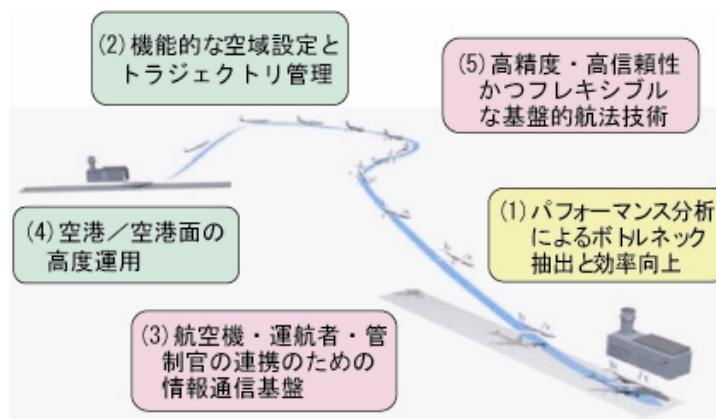 (2) 機能的な空域設定と
トラジェクトリ管理
(5) 高精度・高信頼性
かつフレキシブル
な基盤的航法技術
(1) パフォーマンス分析
によるボトルネック
抽出と効率向上
(4) 空港／空港面の
高度運用
(3) 航空機・運航者・管
制官の連携のための
情報通信基盤